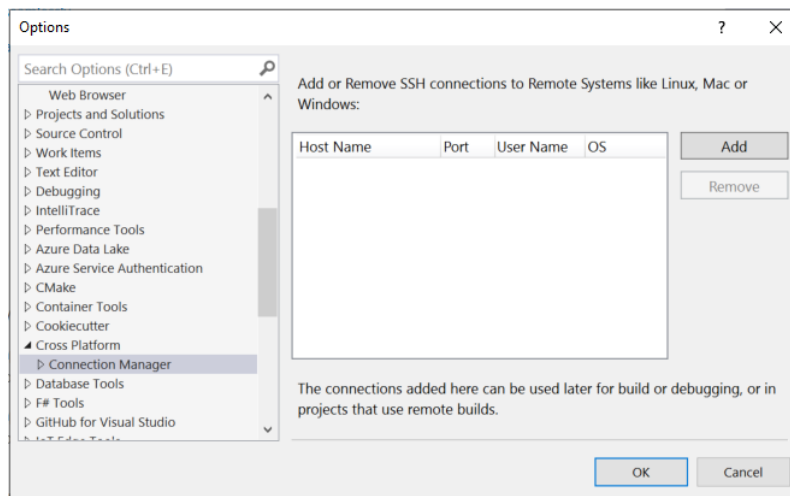 Options
?
Search Options (Ctrl+E)
Web Browser
Projects and Solutions
Source Control
Work Items
Text Editor
Debugging
IntelliTrace
Performance Tools
Azure Data Lake
Azure Service Authentication
CMake
Container Tools
Cookiecutter
Cross Platform
Connection Manager
Database Tools
F# Tools
GitHub for Visual Studio
IoT Edge Tools
Add or Remove SSH connections to Remote Systems like Linux, Mac or
Windows:
Host Name Port User Name OS
Add
Remove
The connections added here can be used later for build or debugging, or in
projects that use remote builds.
OK Cancel